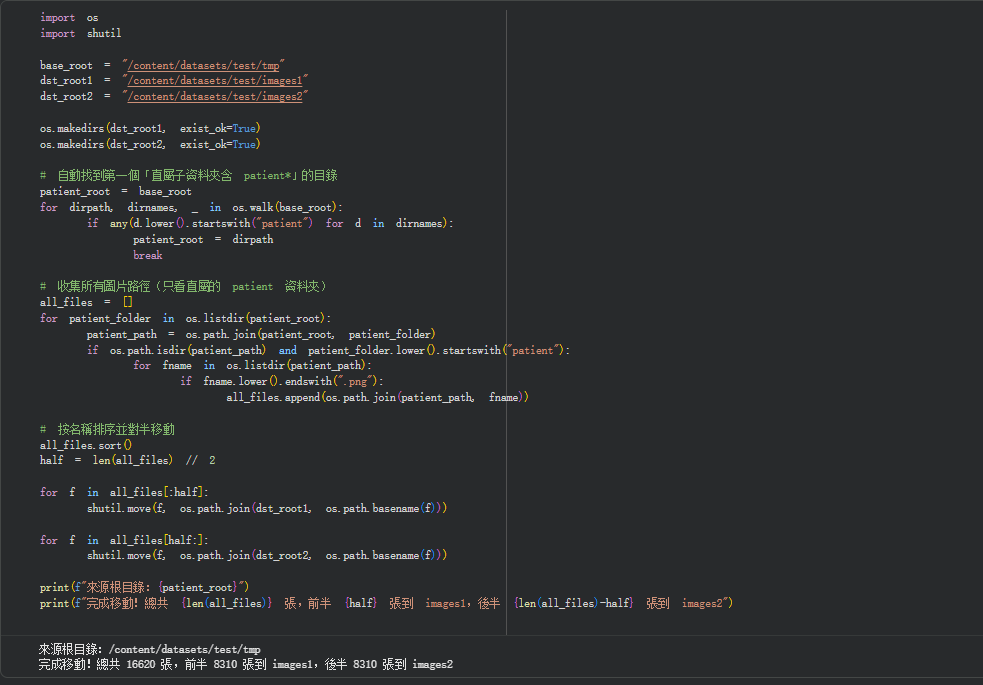 import os
import shutil

base_root = "/content/datasets/test/tmp"
dst_root1 = "/content/datasets/test/images1"
dst_root2 = "/content/datasets/test/images2"

os.makedirs(dst_root1, exist_ok=True)
os.makedirs(dst_root2, exist_ok=True)

# 自動找到第一個「直屬子資料夾含 patient*」的目錄
patient_root = base_root
for dirpath, dirnames, _ in os.walk(base_root):
    if any(d.lower().startswith("patient") for d in dirnames):
        patient_root = dirpath
        break

# 收集所有圖片路徑（只看直屬的 patient 資料夾）
all_files = []
for patient_folder in os.listdir(patient_root):
    patient_path = os.path.join(patient_root, patient_folder)
    if os.path.isdir(patient_path) and patient_folder.lower().startswith("patient"):
        for fname in os.listdir(patient_path):
            if fname.lower().endswith(".png"):
                all_files.append(os.path.join(patient_path, fname))

# 按名稱排序並對半移動
all_files.sort()
half = len(all_files) // 2

for f in all_files[:half]:
    shutil.move(f, os.path.join(dst_root1, os.path.basename(f)))

for f in all_files[half:]:
    shutil.move(f, os.path.join(dst_root2, os.path.basename(f)))

print(f"來源根目錄: {patient_root}")
print(f"完成移動！總共 {len(all_files)} 張，前半 {half} 張到 images1，後半 {len(all_files)-half} 張到 images2")

來源根目錄: /content/datasets/test/tmp
完成移動！總共 16620 張，前半 8310 張到 images1，後半 8310 張到 images2